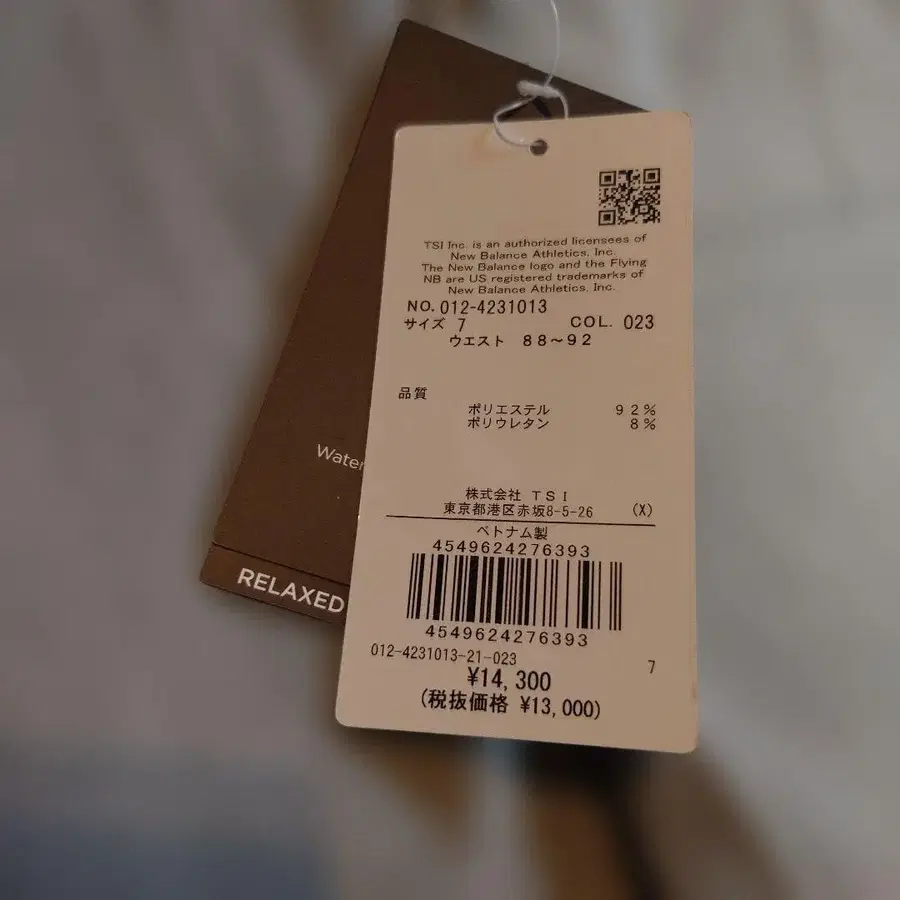 TSI Inc. is an authorized licensees of
New Balance Athletics, Inc.
The New Balance logo and the Flying
NB are US registered trademarks of
New Balance Athletics, Inc.
NO. 012-4231013
サイズ 7 COL. 023
ウエスト 88~92
品質
ポリエステル 92%
ポリウレタン 8%
株式会社 TSI
東京都港区赤坂8-5-26 (X)
ベトナム製
4549624276393
4549624276393
012-4231013-21-023 7
¥14,300
(税抜価格 ¥13,000)
Water
RELAXED